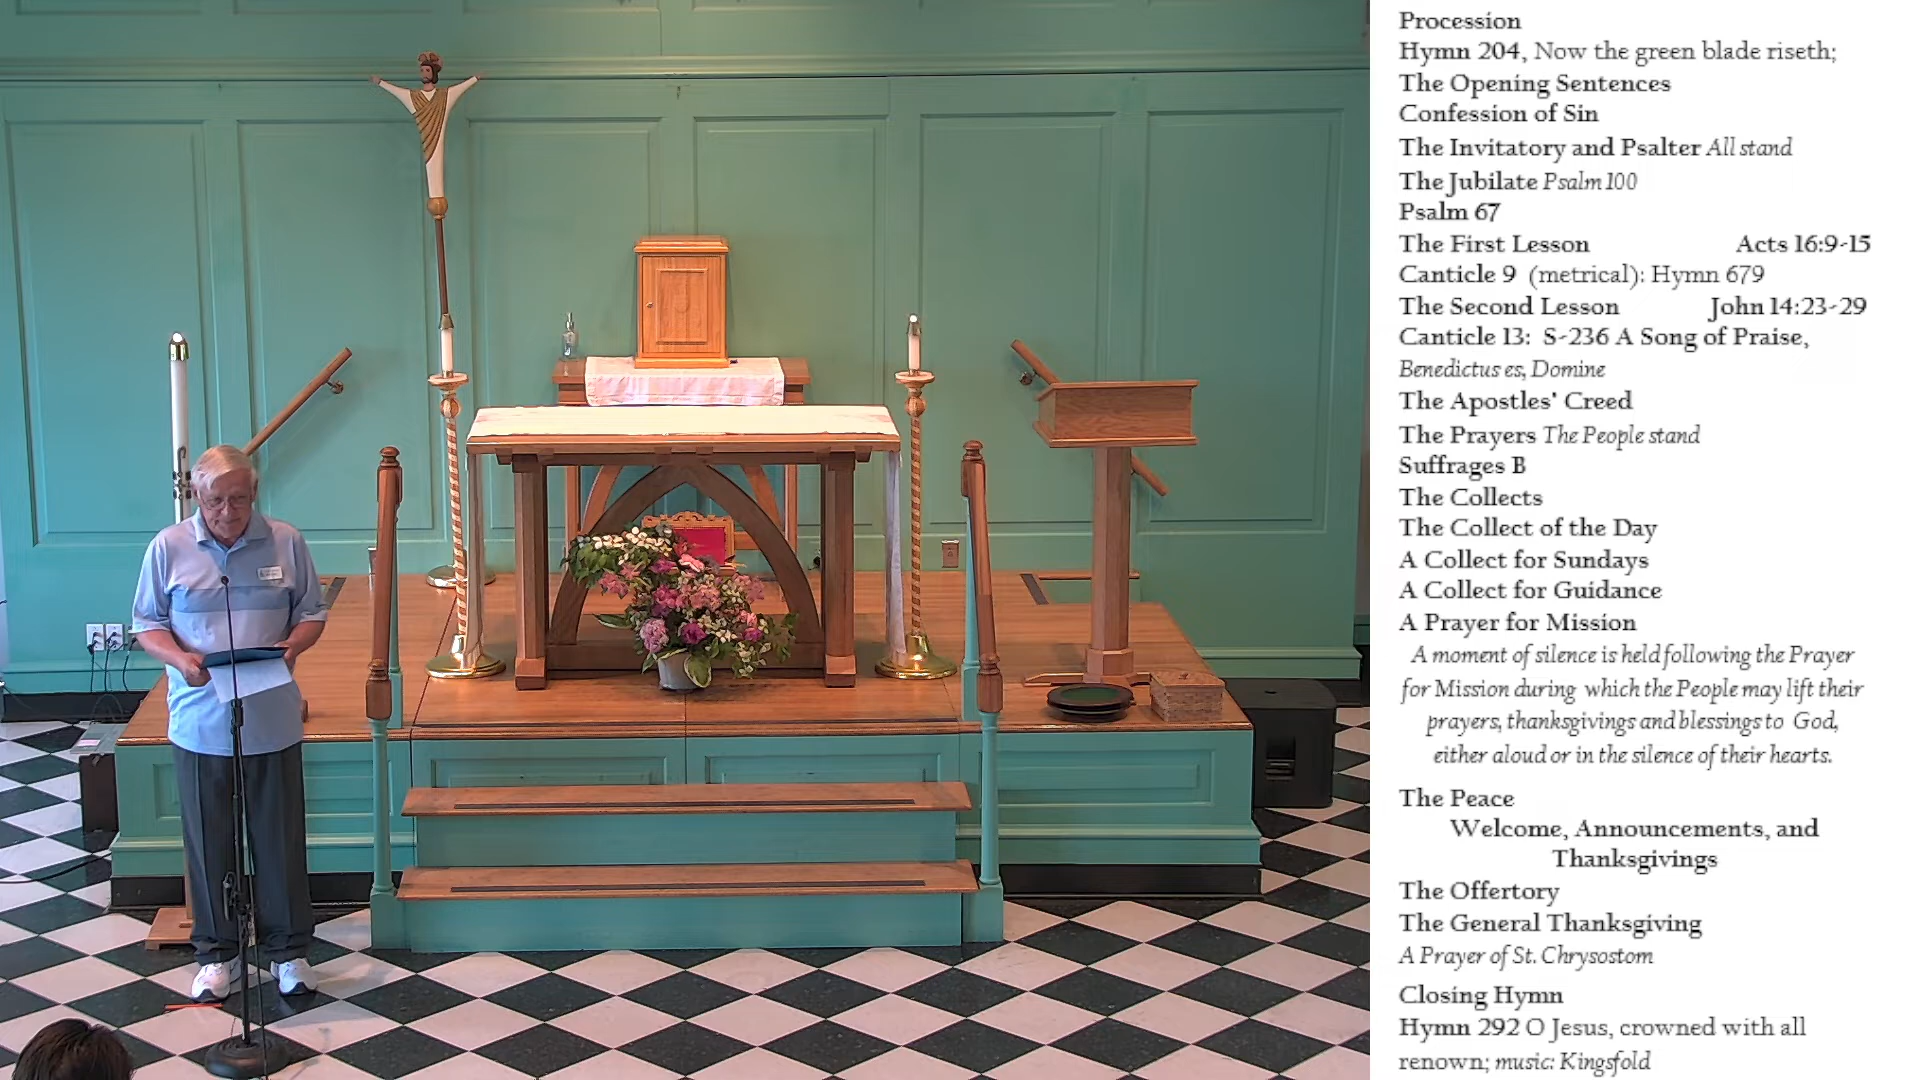 Procession
Hymn 204, Now the green blade riseth;
The Opening Sentences
Confession of Sin
The Invitatory and Psalter All stand
The Jubilate Psalm 100
Psalm 67
The First Lesson Acts 16:9-15
Canticle 9 (metrical): Hymn 679
The Second Lesson John 14:23-29
Canticle 13: S-236 A Song of Praise,
Benedictus es, Domine
The Apostles' Creed
The Prayers The People stand
Suffrages B
The Collects
The Collect of the Day
A Collect for Sundays
A Collect for Guidance
A Prayer for Mission
A moment of silence is held following the Prayer
for Mission during which the People may lift their
prayers, thanksgivings and blessings to God,
either aloud or in the silence of their hearts.
The Peace
Welcome, Announcements, and
Thanksgivings
The Offertory
The General Thanksgiving
A Prayer of St. Chrysostom
Closing Hymn
Hymn 292 O Jesus, crowned with all
renown; music: Kingsfold